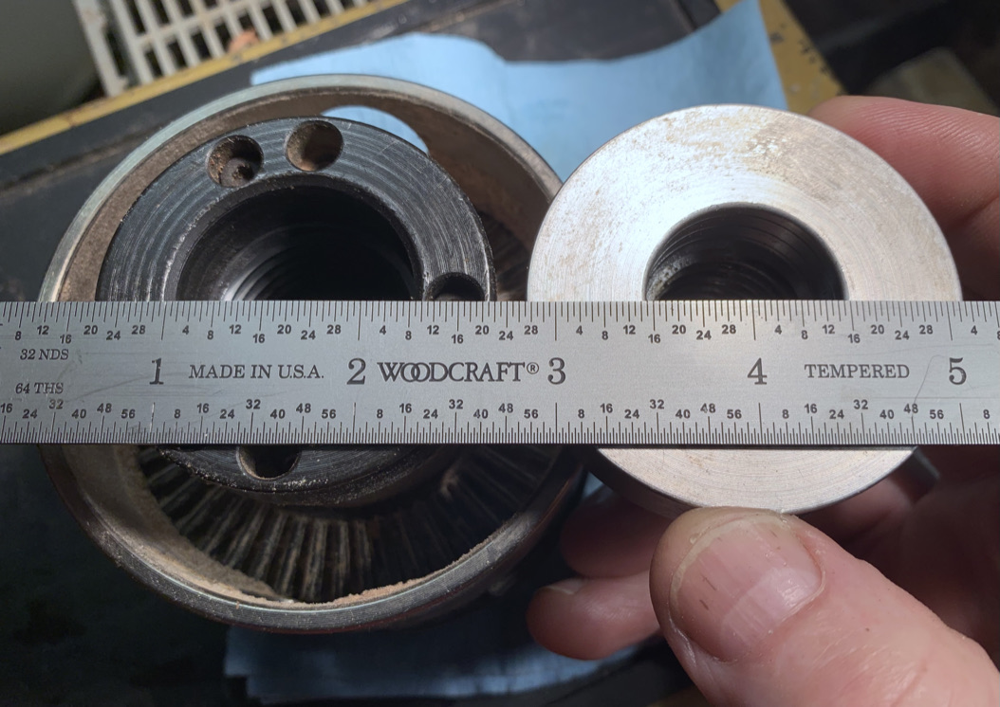 8 12 16 20 24 28 4 8 12 16 20 24 28 4 8 12 16 20 24 28 4 8 12 16 20 24 28 4 8 12 16 20 24 28 4 8
32 NDS
1 MADE IN U.S.A. 2 WOODCRAFT® 3 4 TEMPERED 5
64 THS
16 24 32 40 48 56 8 16 24 32 40 48 56 8 16 24 32 40 48 56 8 16 24 32 40 48 56 8 16 24 32 40 48 56 8